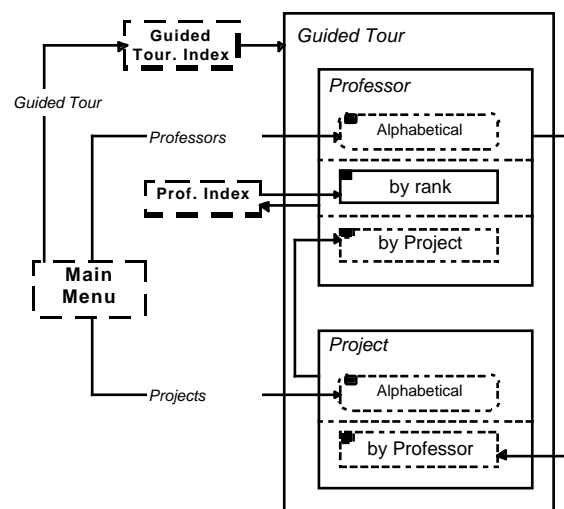 Guided
Tour. Index
Guided Tour
Professor
Guided Tour
Professors
Alphabetical
by rank
Prof. Index
by Project
Main
Menu
Project
Projects
Alphabetical
by Professor